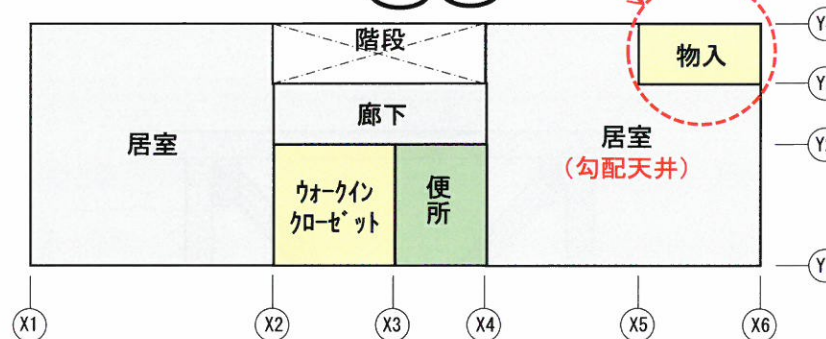 階段
物入
廊下
居室
居室
(勾配天井)
ウォークイン
クローゼット
便所
Y
Y
Y
Y
X1
X2
X3
X4
X5
X6